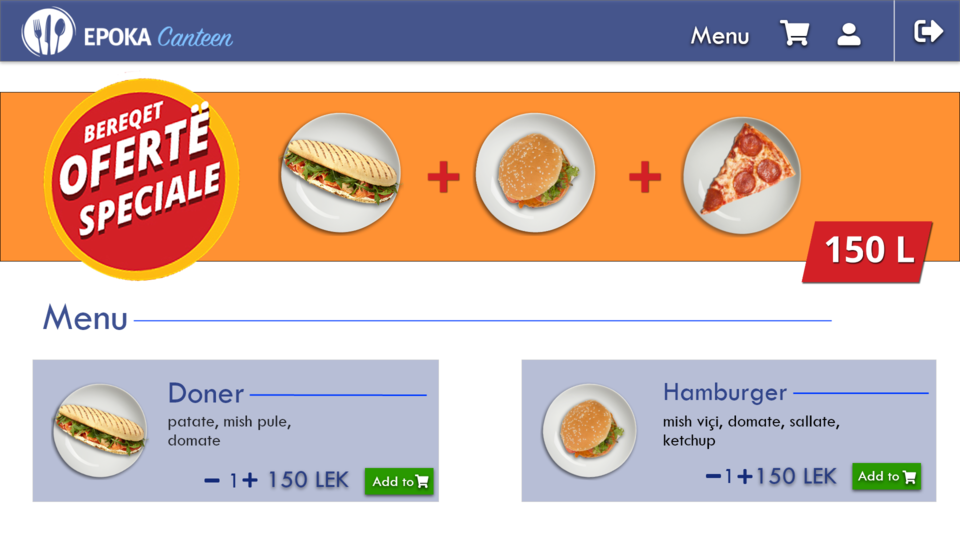 EPOKA Canteen
Menu
BEREQET
OFERTË
SPECIALE
150 L
Menu
Doner
patate, mish pule,
domate
1
150 LEK
Add to
Hamburger
mish viçi, domate, sallate,
ketchup
1
150 LEK
Add to